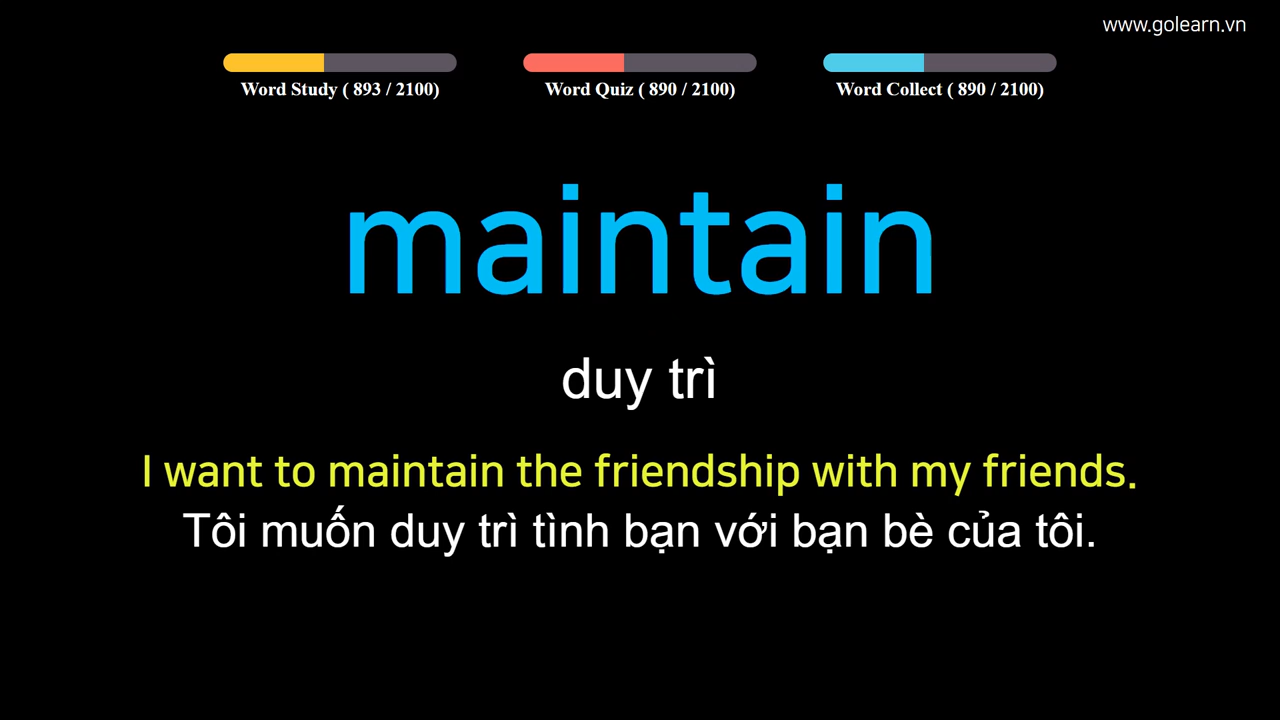 www.golearn.vn
Word Study ( 893 / 2100)
Word Quiz ( 890 / 2100)
Word Collect ( 890 / 2100)
maintain
duy trì
I want to maintain the friendship with my friends.
Tôi muốn duy trì tình bạn với bạn bè của tôi.